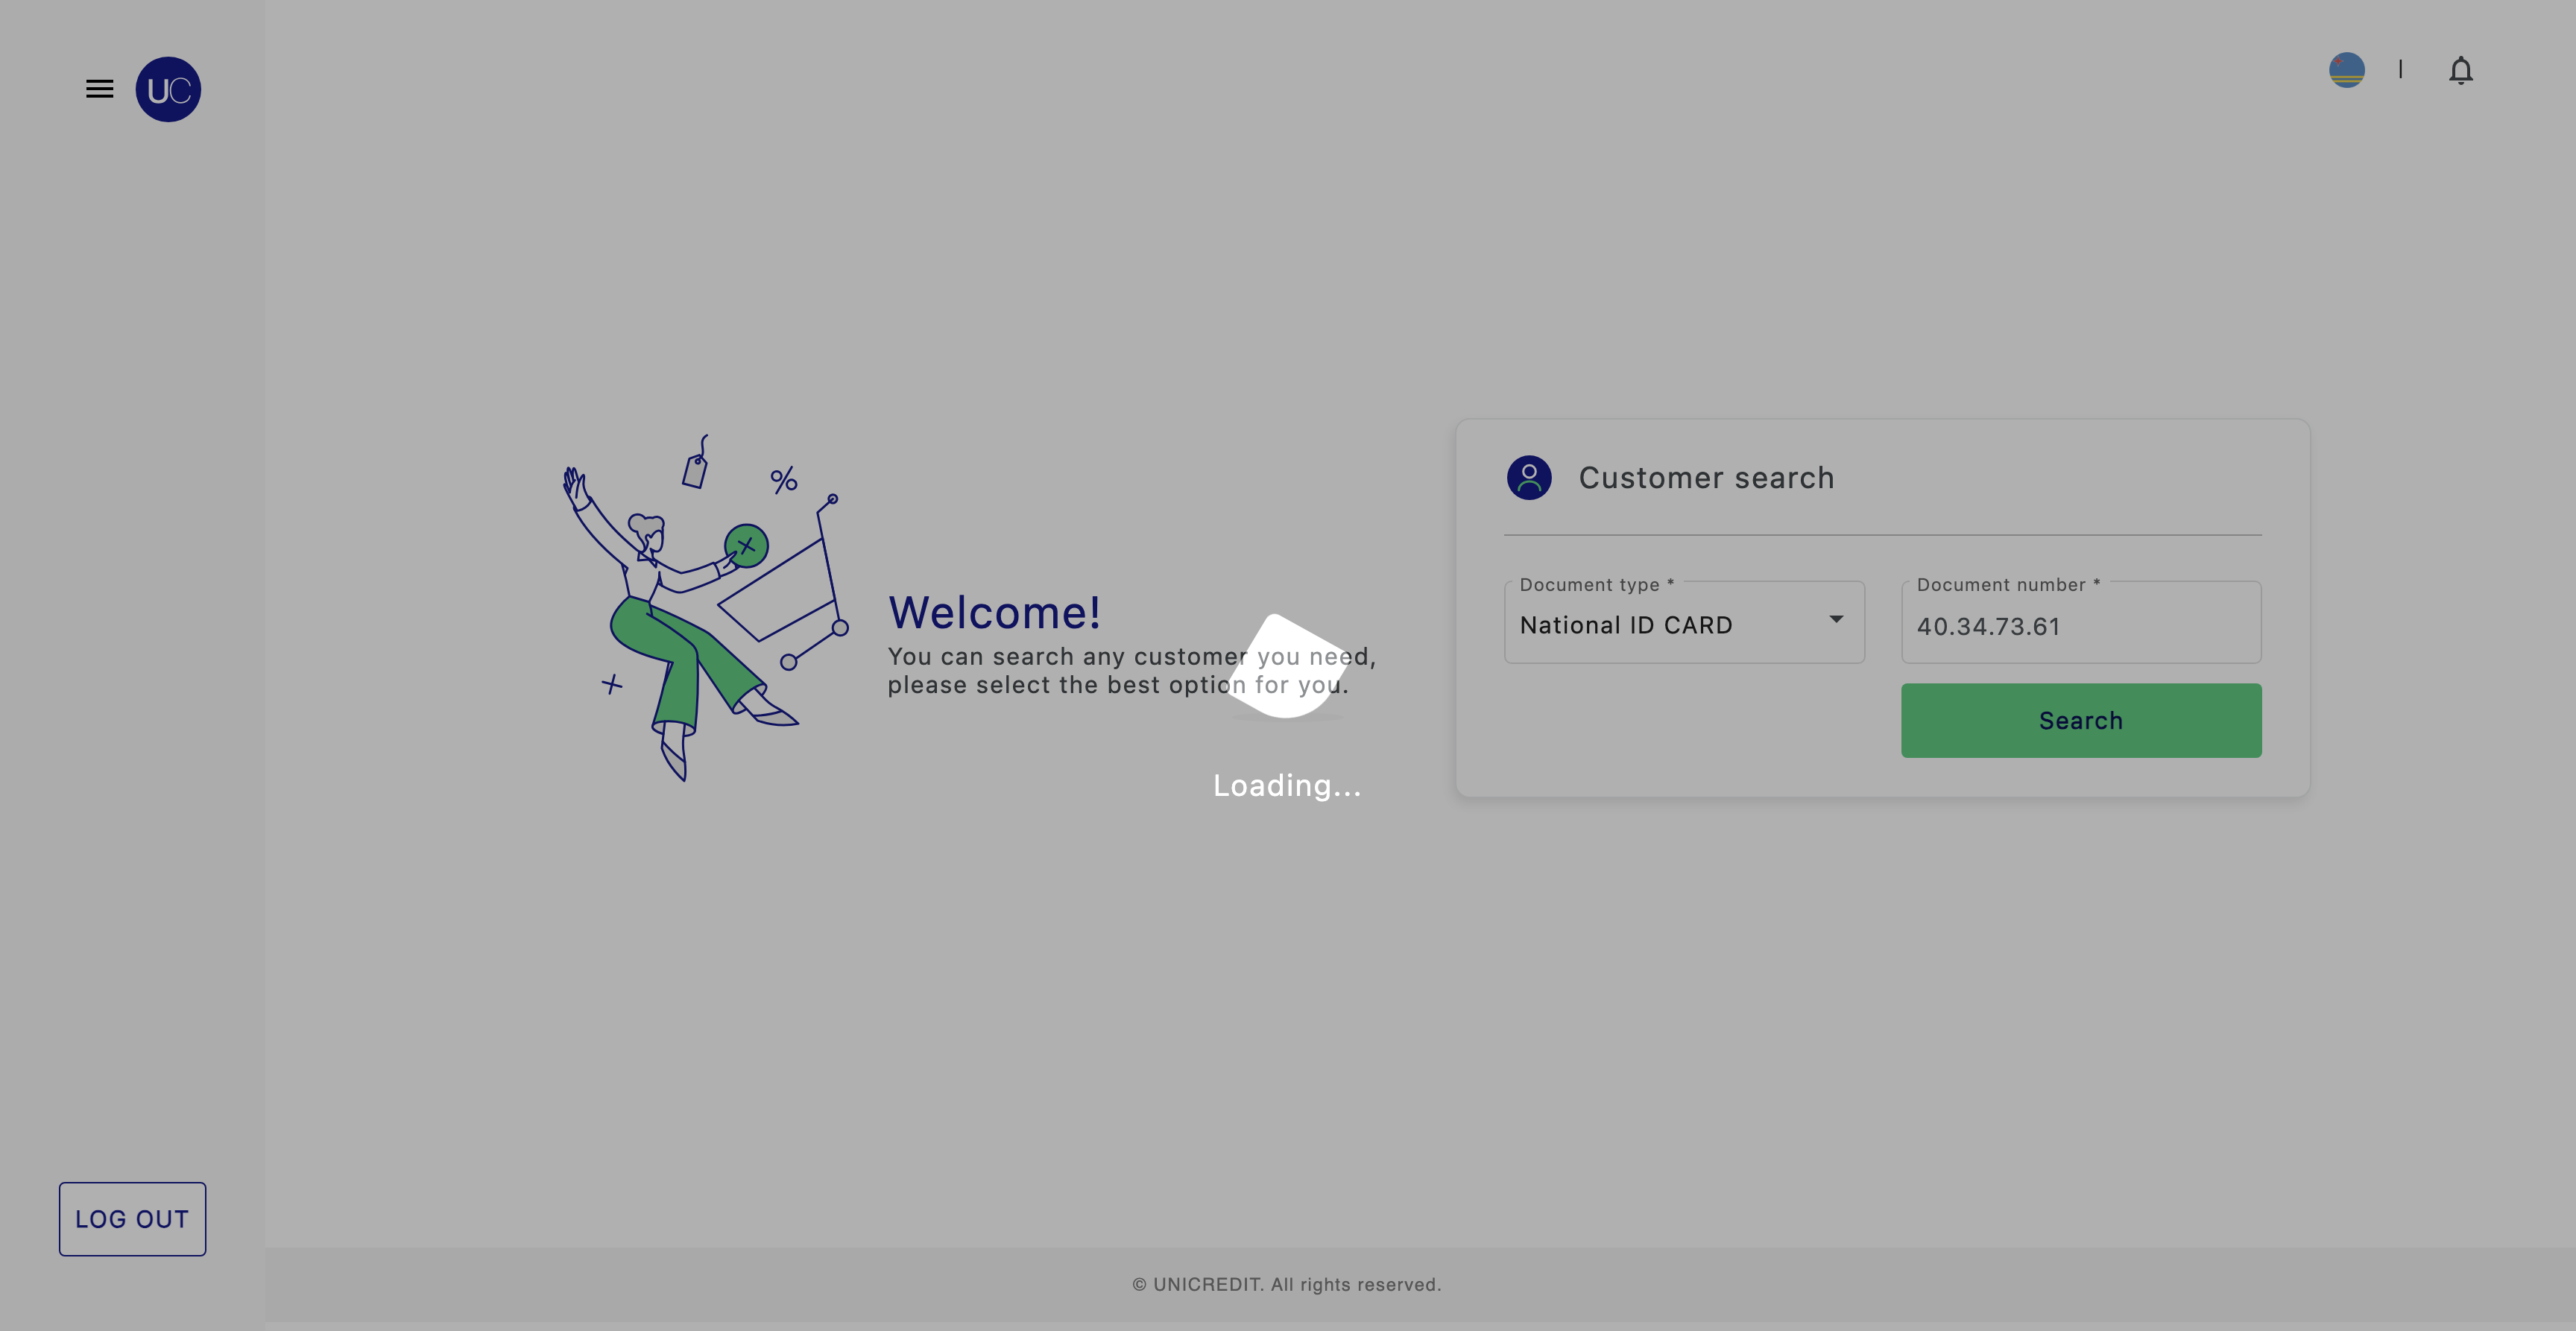 UC
Customer search
Document type *
National ID CARD
Document number *
40.34.73.61
Search
Welcome!
You can search any customer you need,
please select the best option for you.
Loading...
LOG OUT
© UNICREDIT. All rights reserved.